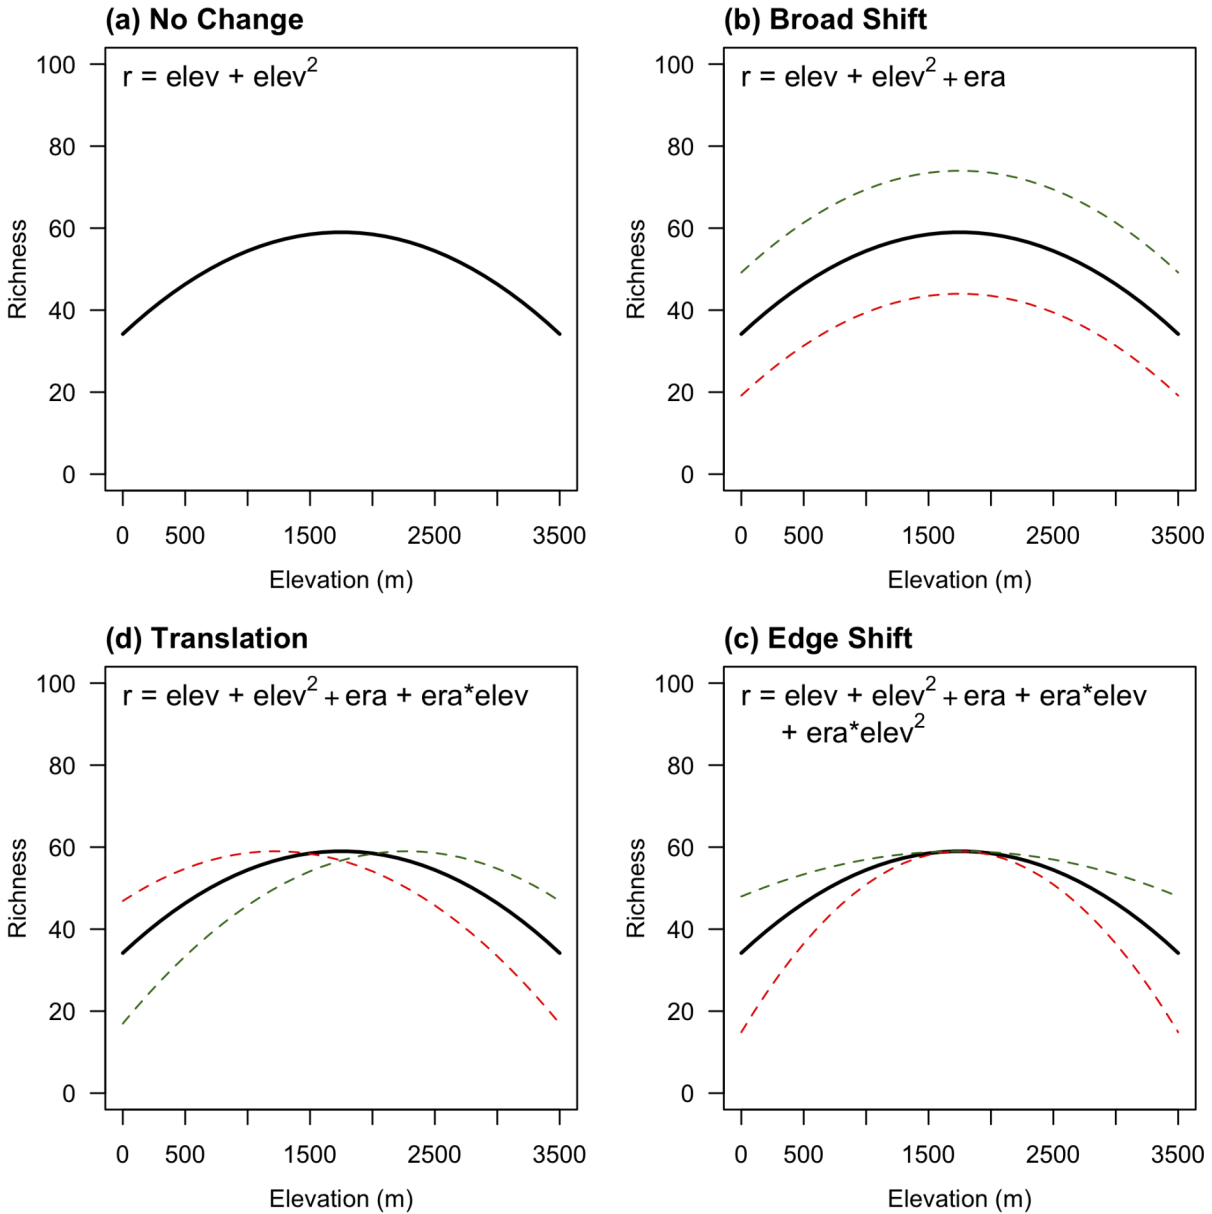 (a) No Change
r = elev + elev²
100
80
60
40
20
0
Richness
0 500 1500 2500 3500
Elevation (m)
(b) Broad Shift
r = elev + elev² + era
100
80
60
40
20
0
Richness
0 500 1500 2500 3500
Elevation (m)
(d) Translation
r = elev + elev² + era + era*elev
100
80
60
40
20
0
Richness
0 500 1500 2500 3500
Elevation (m)
(c) Edge Shift
r = elev + elev² + era + era*elev
+ era*elev²
100
80
60
40
20
0
Richness
0 500 1500 2500 3500
Elevation (m)